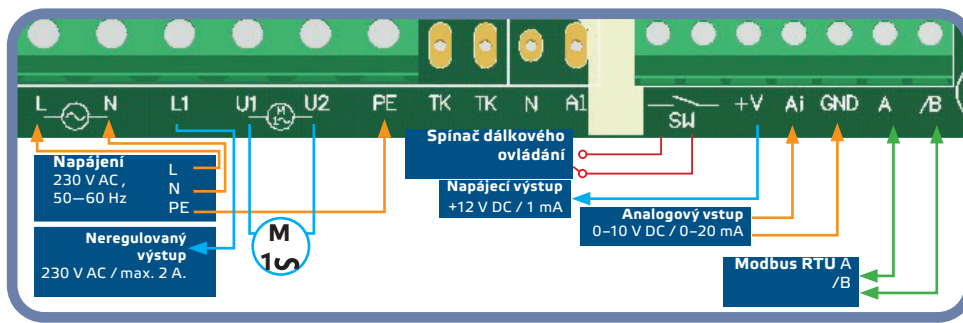 L N L1 U1 U2 PE TK TK N A1 SW +V Ai GND A /B
M
1~
Napájení
230 V AC ,
50—60 Hz
L
N
PE
Neregulovaný
výstup
230 V AC / max. 2 A.
M
1
Spínač dálkového
ovládání
Napájecí výstup
+12 V DC / 1 mA
Analogový vstup
0–10 V DC / 0–20 mA
Modbus RTU A
/B